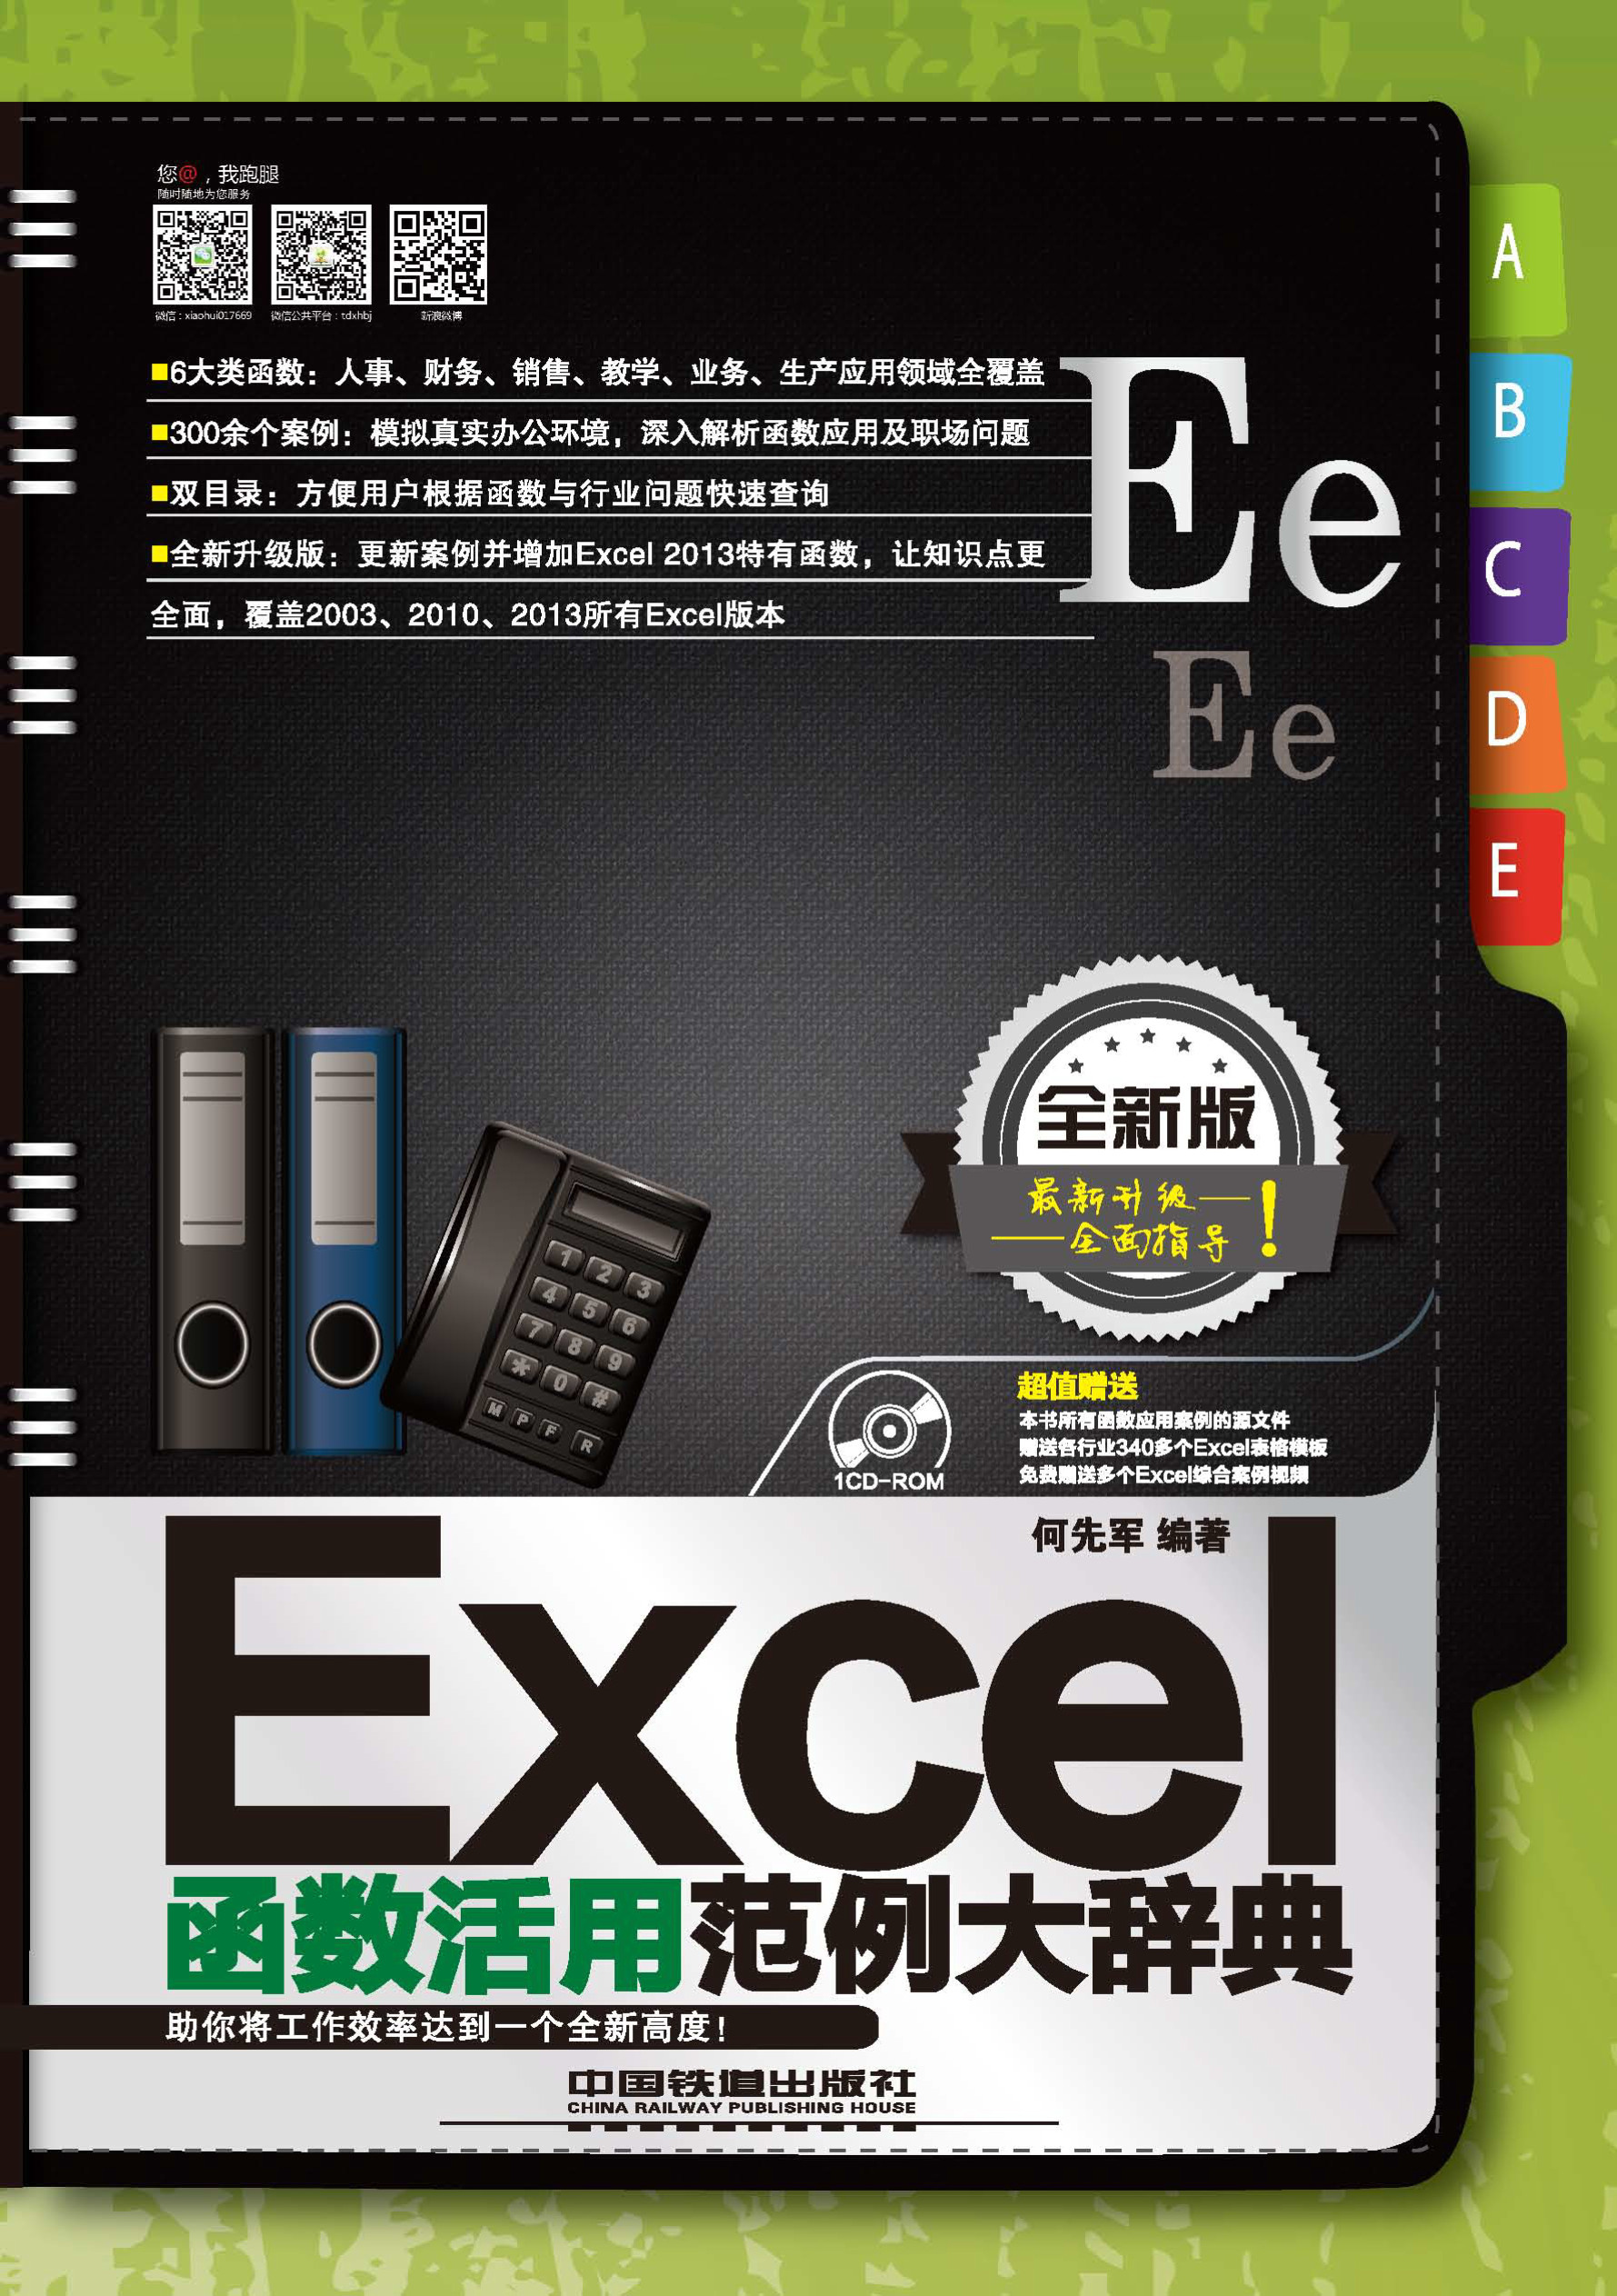 您@，我跑腿
随时随地为您服务
微信：xiaohui017669
微信公共平台：tdxhbj
新浪微博
■6大类函数：人事、财务、销售、教学、业务、生产应用领域全覆盖
■300余个案例：模拟真实办公环境，深入解析函数应用及职场问题
■双目录：方便用户根据函数与行业问题快速查询
■全新升级版：更新案例并增加Excel 2013特有函数，让知识点更
全面，覆盖2003、2010、2013所有Excel版本
Ee
Ee
A
B
C
D
E
全新版
最新升级——
——全面指导！
1 2 3
4 5 6
7 8 9
* 0 #
M P F R
1CD-ROM
超值赠送
本书所有函数应用案例的源文件
赠送各行业340多个Excel表格模板
免费赠送多个Excel综合案例视频
何先军 编著
Excel
函数活用范例大辞典
助你将工作效率达到一个全新高度！
中国铁道出版社
CHINA RAILWAY PUBLISHING HOUSE